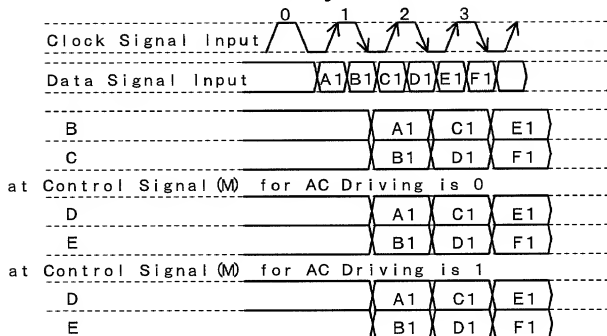 0 1 2 3
Clock Signal Input
Data Signal Input A1 B1 C1 D1 E1 F1
B A1 C1 E1
C B1 D1 F1
at Control Signal (M) for AC Driving is 0
D A1 C1 E1
E B1 D1 F1
at Control Signal (M) for AC Driving is 1
D A1 C1 E1
E B1 D1 F1